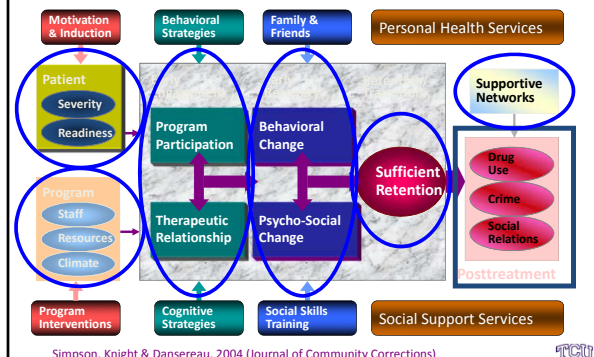 Motivation
& Induction
Behavioral
Strategies
Family &
Friends
Personal Health Services
Patient
Severity
Readiness
Program
Participation
Behavioral
Change
Supportive
Networks
Sufficient
Retention
Drug
Use
Crime
Social
Relations
Posttreatment
Program
Staff
Resources
Climate
Therapeutic
Relationship
Psycho-Social
Change
Program
Interventions
Cognitive
Strategies
Social Skills
Training
Social Support Services
Simpson, Knight & Dansereau, 2004 (Journal of Community Corrections)
TCU